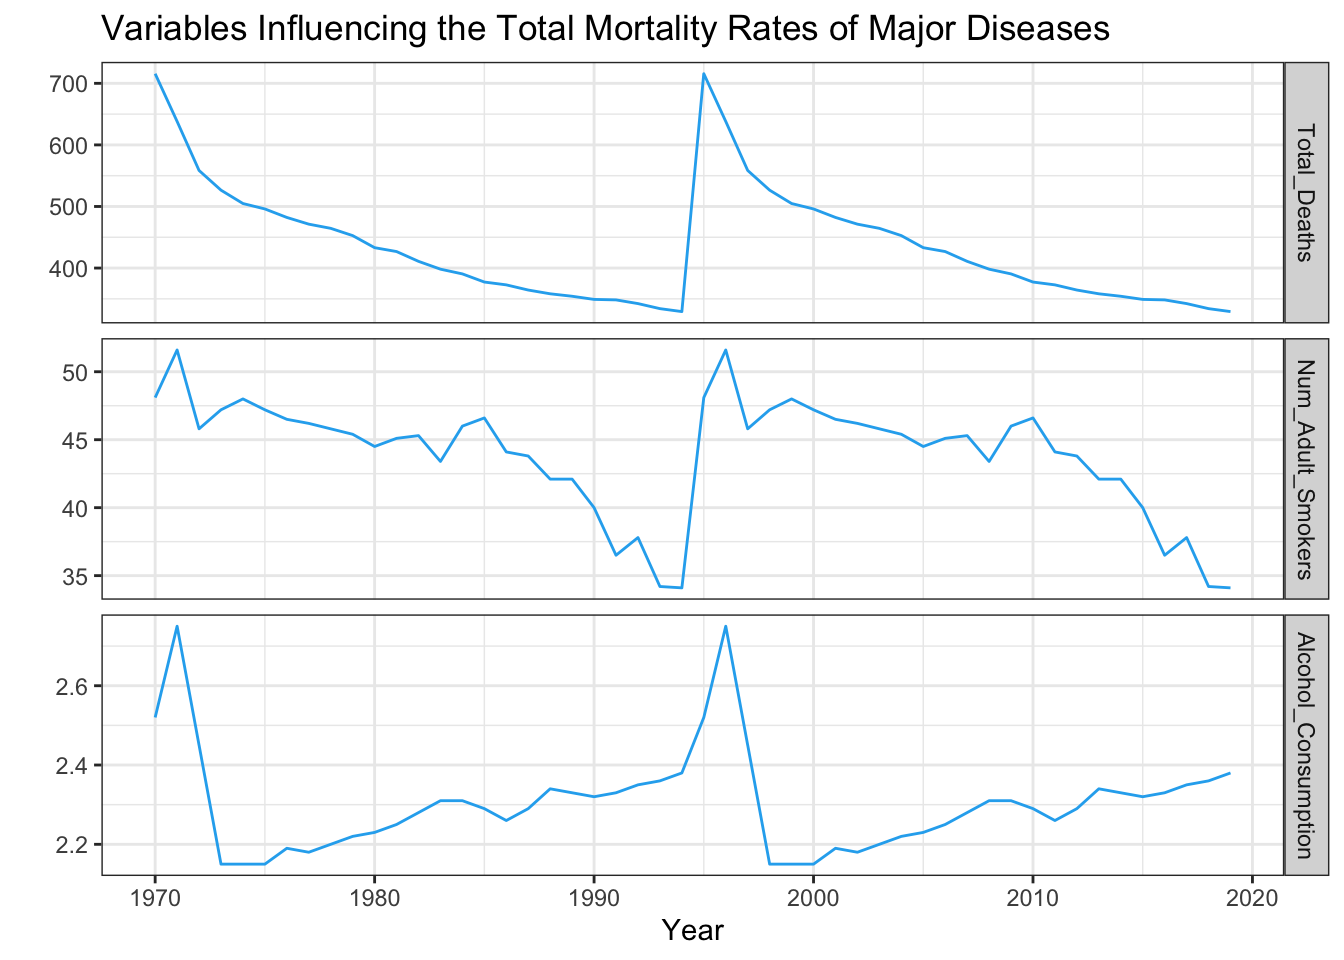 Variables Influencing the Total Mortality Rates of Major Diseases
700
600
500
400
Total_Deaths
50
45
40
35
Num_Adult_Smokers
2.6
2.4
2.2
Alcohol_Consumption
1970 1980 1990 2000 2010 2020
Year